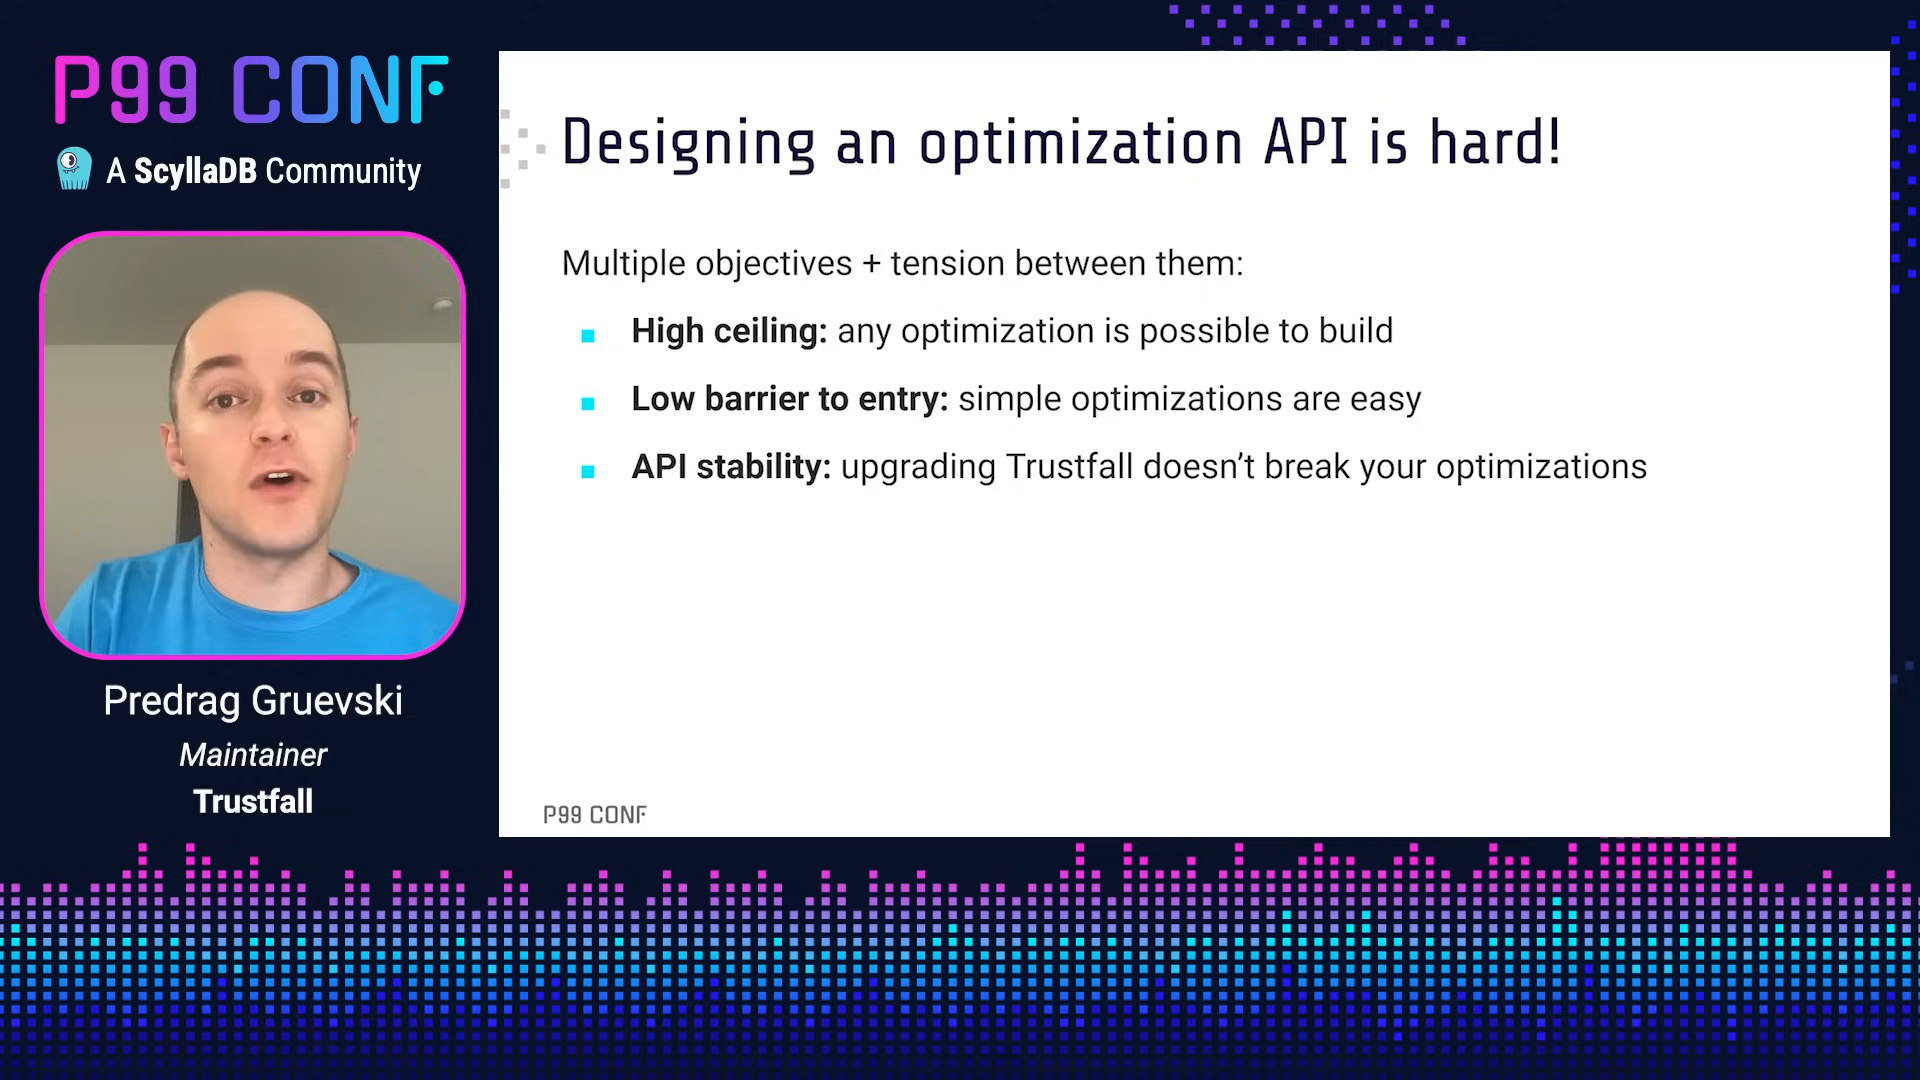 P99 CONF
A ScyllaDB Community
Predrag Gruevski
Maintainer
Trustfall
Designing an optimization API is hard!
Multiple objectives + tension between them:
High ceiling: any optimization is possible to build
Low barrier to entry: simple optimizations are easy
API stability: upgrading Trustfall doesn’t break your optimizations
P99 CONF